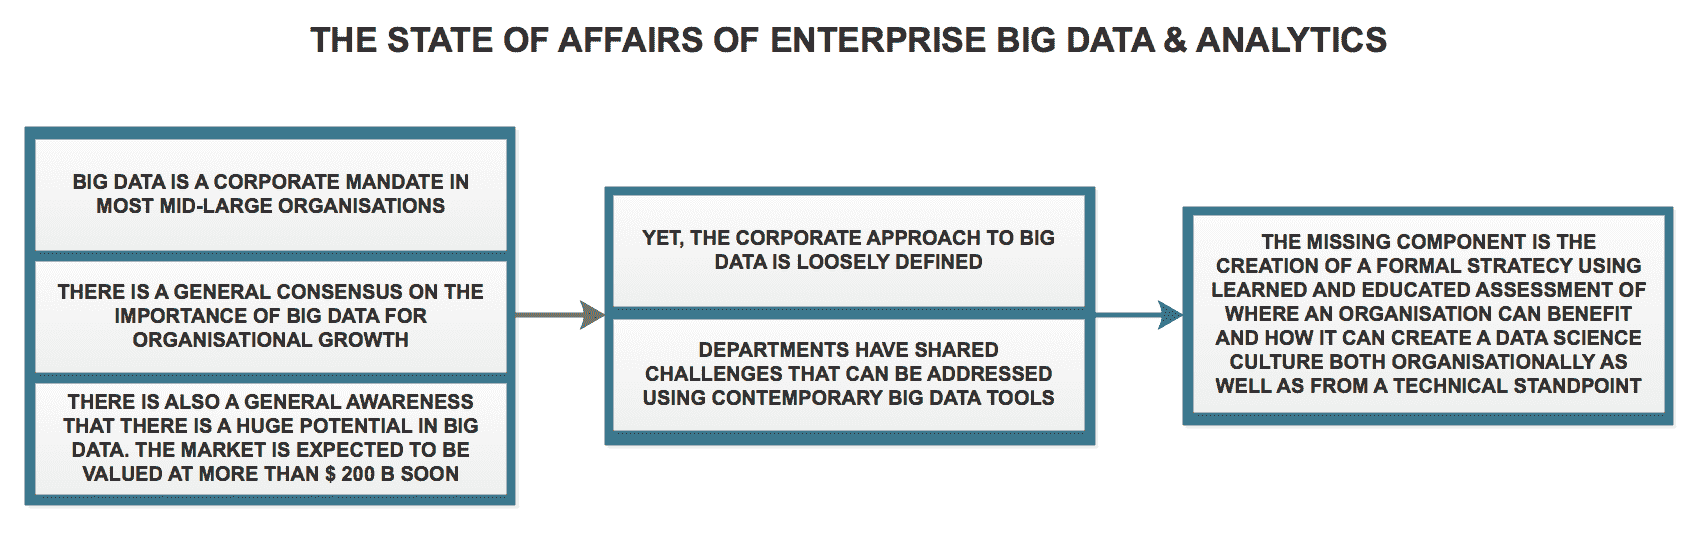 THE STATE OF AFFAIRS OF ENTERPRISE BIG DATA & ANALYTICS
BIG DATA IS A CORPORATE MANDATE IN
MOST MID-LARGE ORGANISATIONS
THERE IS A GENERAL CONSENSUS ON THE
IMPORTANCE OF BIG DATA FOR
ORGANISATIONAL GROWTH
THERE IS ALSO A GENERAL AWARENESS
THAT THERE IS A HUGE POTENTIAL IN BIG
DATA. THE MARKET IS EXPECTED TO BE
VALUED AT MORE THAN $ 200 B SOON
YET, THE CORPORATE APPROACH TO BIG
DATA IS LOOSELY DEFINED
DEPARTMENTS HAVE SHARED
CHALLENGES THAT CAN BE ADDRESSED
USING CONTEMPORARY BIG DATA TOOLS
THE MISSING COMPONENT IS THE
CREATION OF A FORMAL STRATECY USING
LEARNED AND EDUCATED ASSESSMENT OF
WHERE AN ORGANISATION CAN BENEFIT
AND HOW IT CAN CREATE A DATA SCIENCE
CULTURE BOTH ORGANISATIONALLY AS
WELL AS FROM A TECHNICAL STANDPOINT